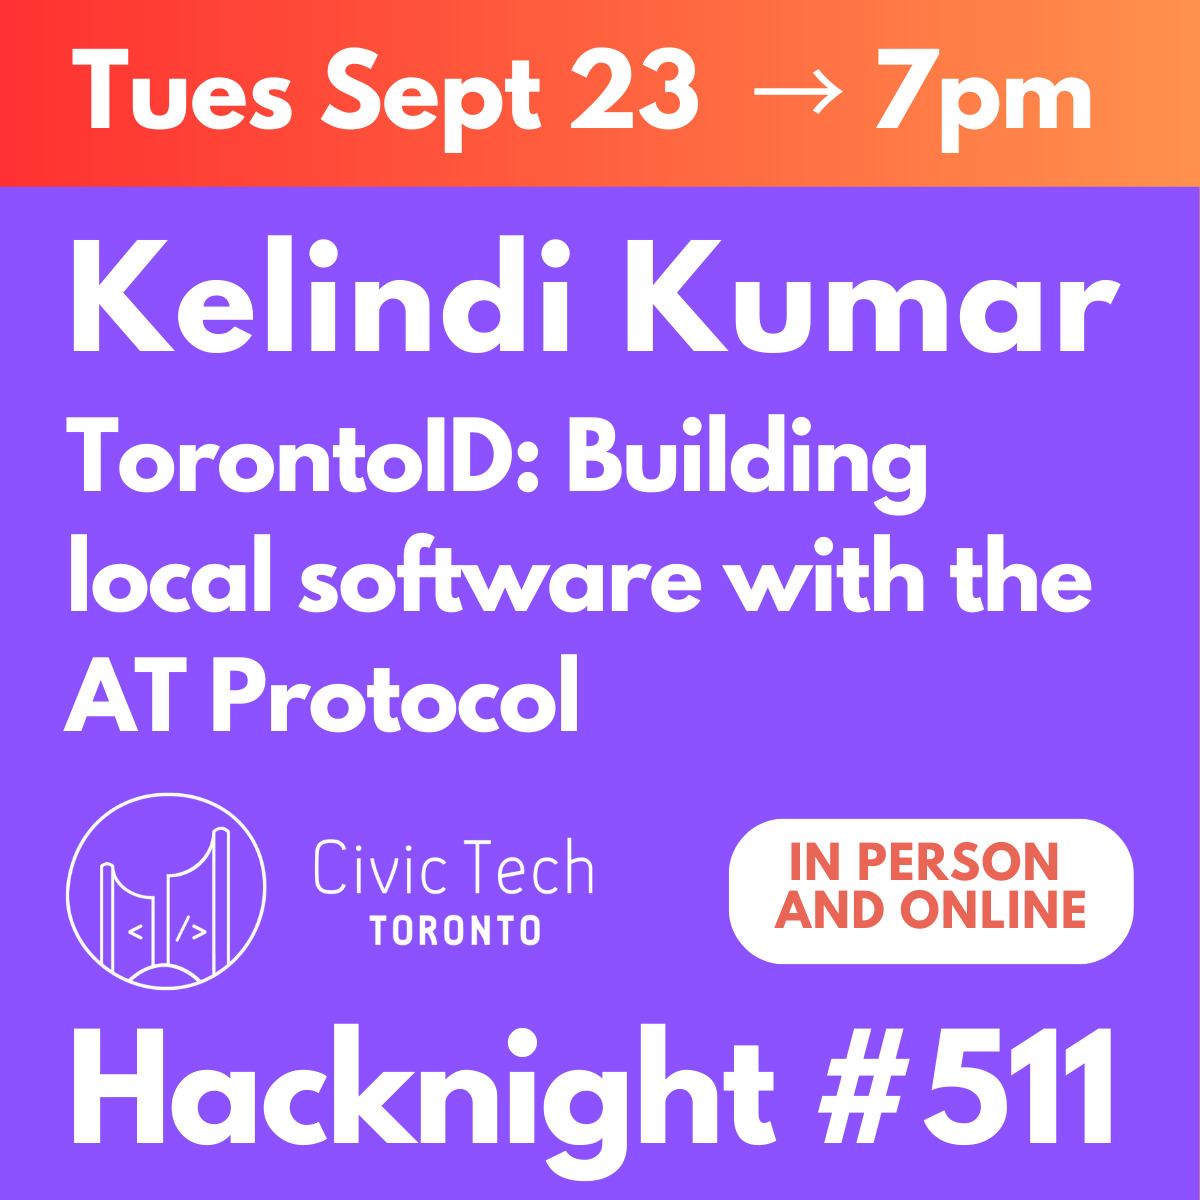 Tues Sept 23 → 7pm
Kelindi Kumar
TorontoID: Building
local software with the
AT Protocol
< />
Civic Tech
TORONTO
IN PERSON
AND ONLINE
Hacknight #511